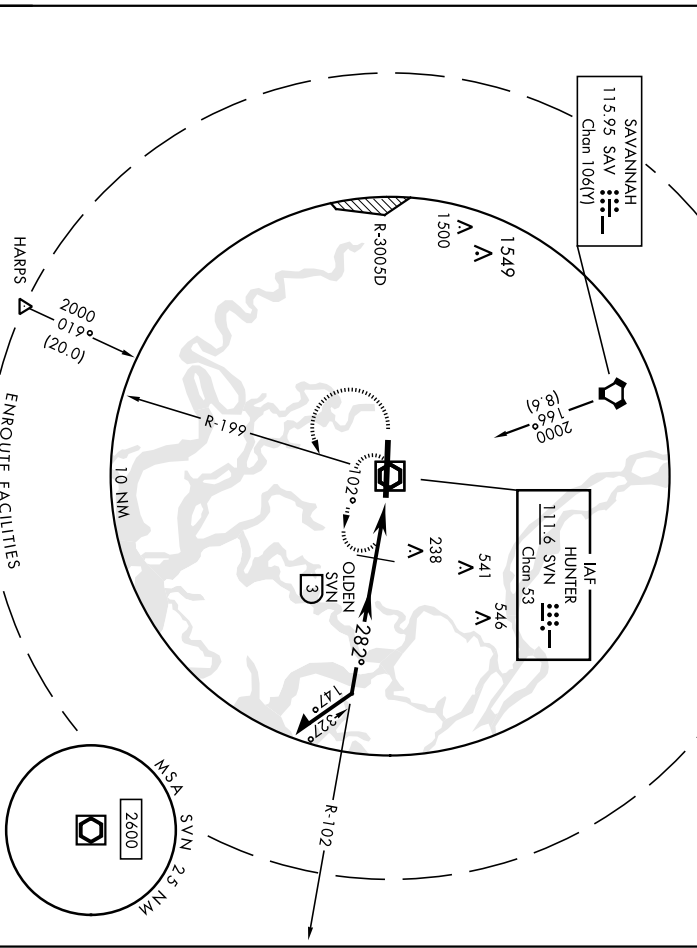 SAVANNAH
115.95 SAV
Chan 106(Y)
1549
1500
R-3005D
HARPS
2000
019°
(20.0)
2000
166°
(8.6)
R-199
10 NM
ENROUTE FACILITIES
102°
IAF
HUNTER
111.6 SVN
Chan 53
238
541
546
OLDEN
SVN
3
282°
147°
327°
R-102
MSA SVN 25 NM
2600